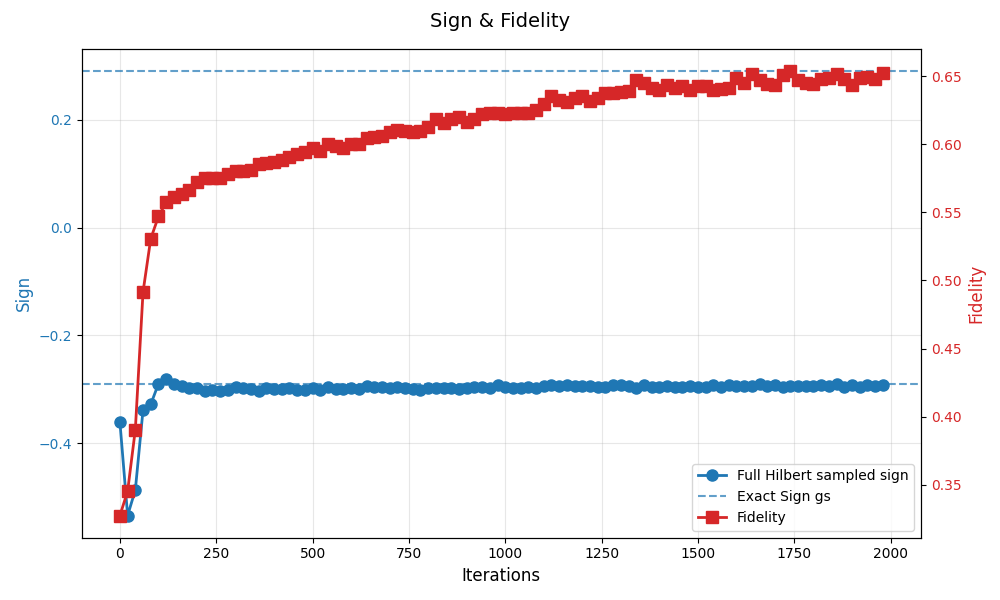 Sign & Fidelity
Sign
0.2
0.0
−0.2
−0.4
0.65
0.60
0.55
0.50
0.45
0.40
0.35
Fidelity
Full Hilbert sampled sign
Exact Sign gs
Fidelity
0 250 500 750 1000 1250 1500 1750 2000
Iterations